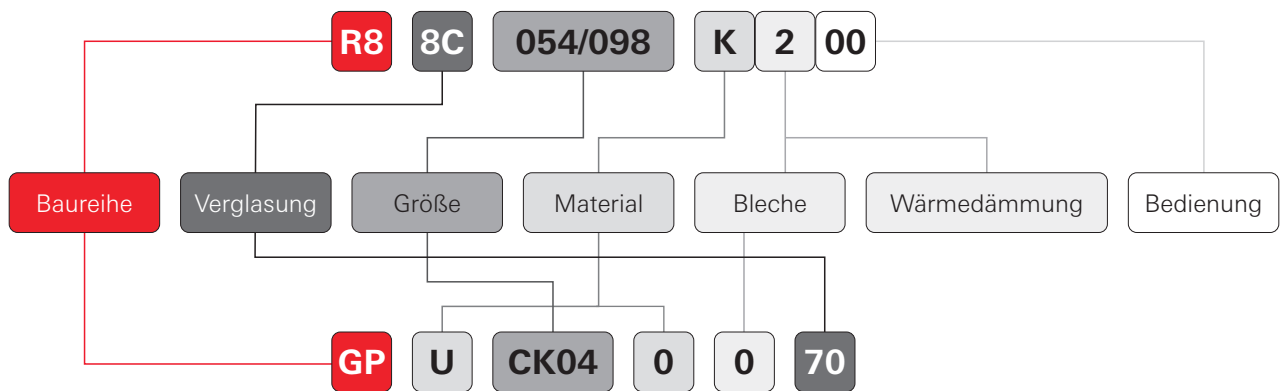 R8 8C 054/098 K 2 00
Baureihe Verglasung Größe Material Bleche Wärmedämmung Bedienung
GP U CK04 0 0 70